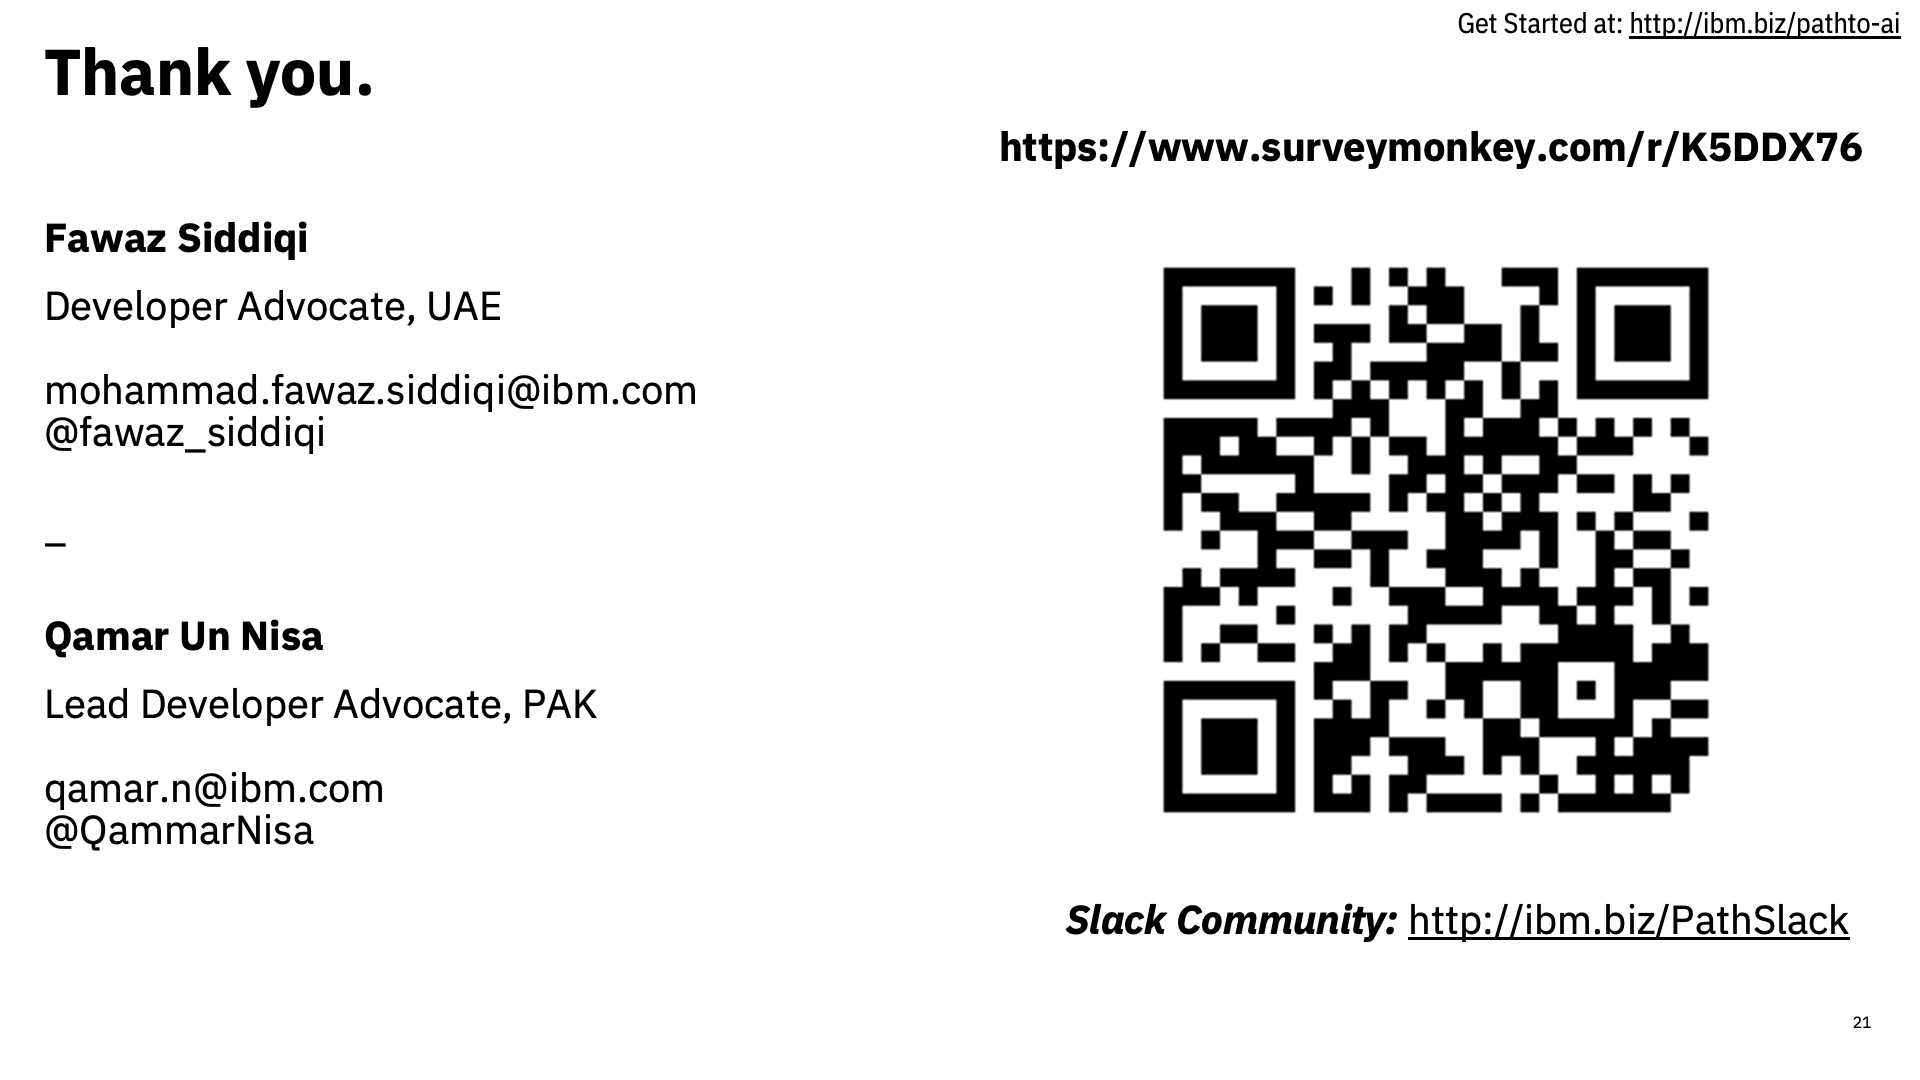 Get Started at: http://ibm.biz/pathto-ai
Thank you.
https://www.surveymonkey.com/r/K5DDX76
Fawaz Siddiqi
Developer Advocate, UAE
mohammad.fawaz.siddiqi@ibm.com
@fawaz_siddiqi
–
Qamar Un Nisa
Lead Developer Advocate, PAK
qamar.n@ibm.com
@QammarNisa
Slack Community: http://ibm.biz/PathSlack
21